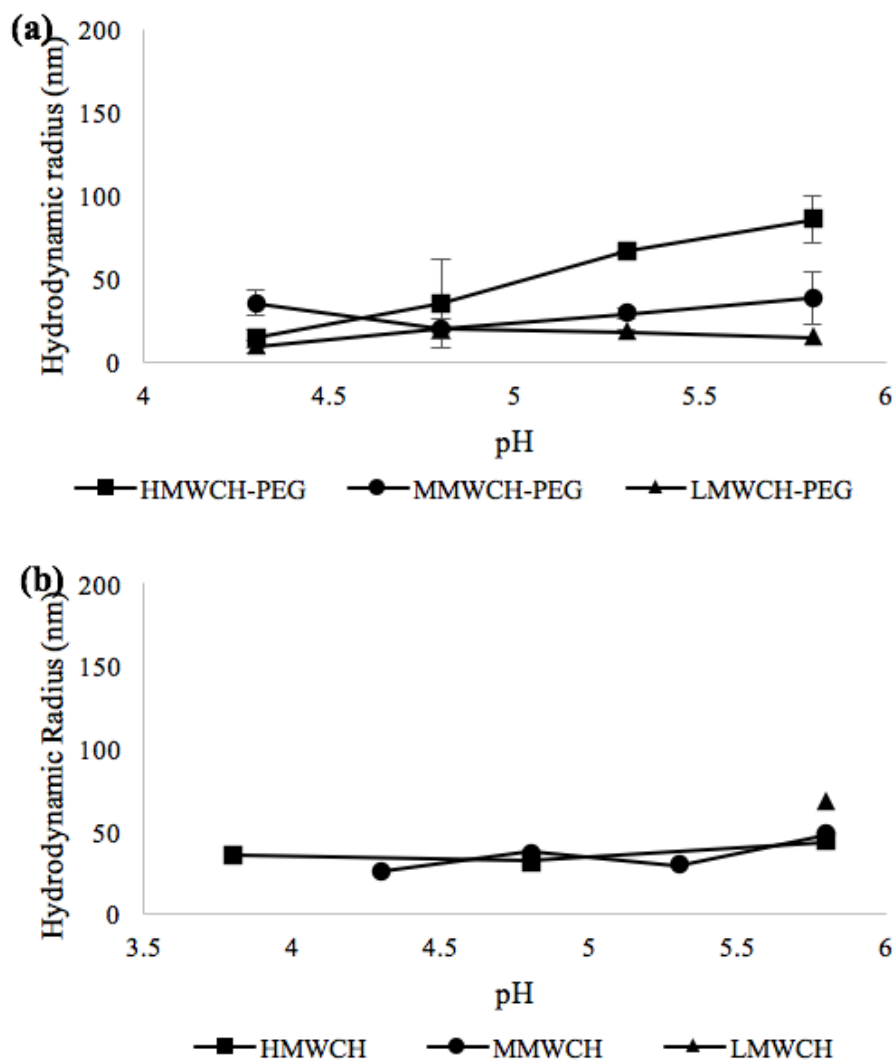 (a)
Hydrodynamic radius (nm)
200
150
100
50
0
4
4.5
5
5.5
6
pH
HMWCH-PEG
MMWCH-PEG
LMWCH-PEG
(b)
Hydrodynamic Radius (nm)
200
150
100
50
0
3.5
4
4.5
5
5.5
6
pH
HMWCH
MMWCH
LMWCH